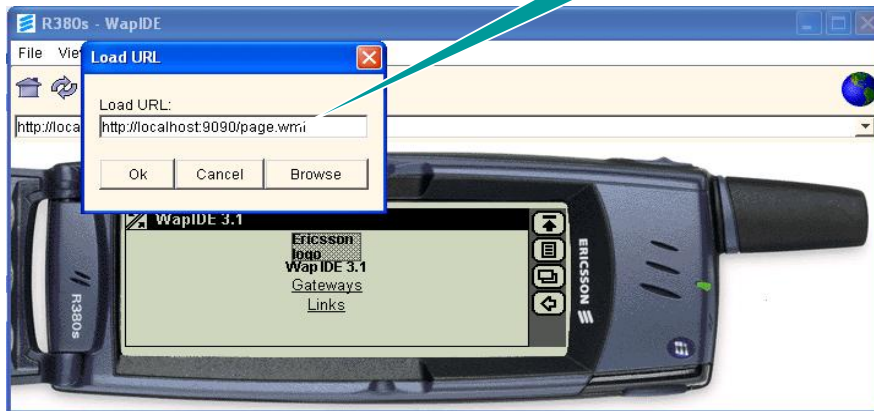 R380s - WapIDE
File Vie
Load URL
Load URL:
http://loca
http://localhost:9090/page.wml
Ok Cancel Browse
WapIDE 3.1
Ericsson
logo
WapIDE 3.1
Gateways
Links
ERICSSON
R380s